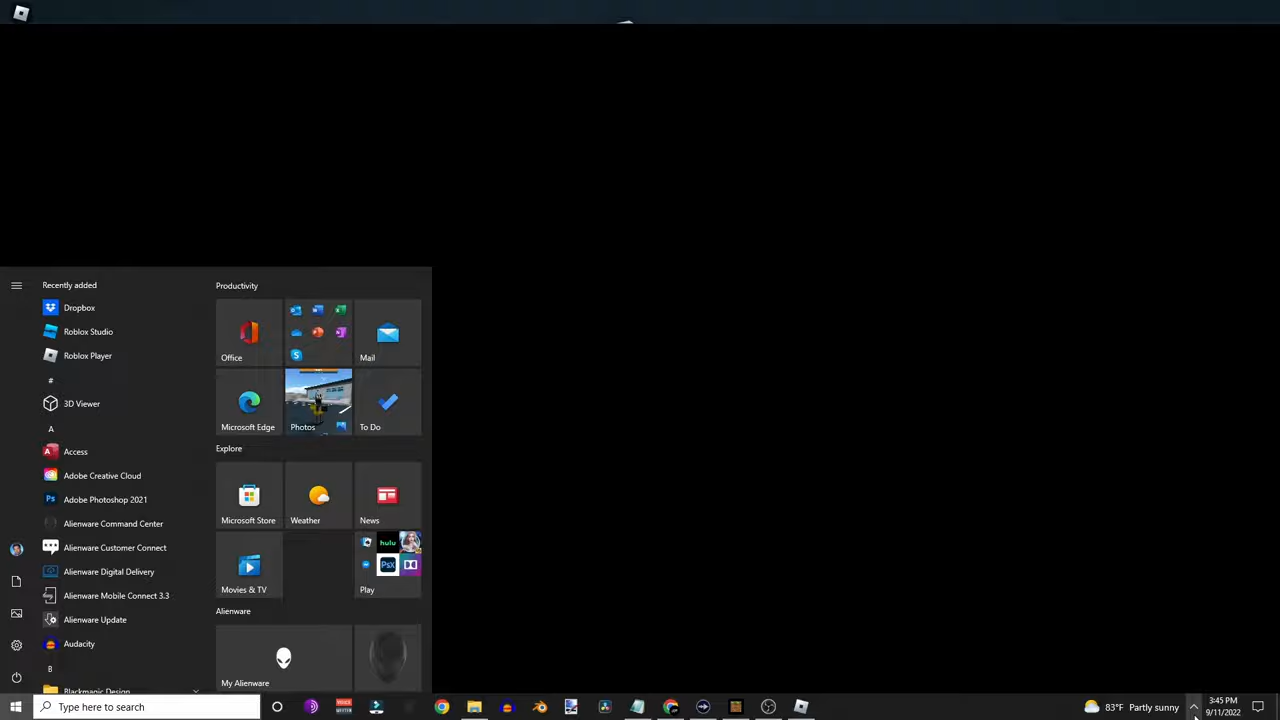 Recently added
Dropbox
Roblox Studio
Roblox Player
#
3D Viewer
A
Access
Adobe Creative Cloud
Adobe Photoshop 2021
Alienware Command Center
Alienware Customer Connect
Alienware Digital Delivery
Alienware Mobile Connect 3.3
Alienware Update
Audacity
B
Blackmagic Design
Productivity
Office
Mail
Microsoft Edge
Photos
To Do
Explore
Microsoft Store
Weather
News
Movies & TV
hulu
Play
Alienware
My Alienware
Type here to search
83°F Partly sunny
3:45 PM
9/11/2022